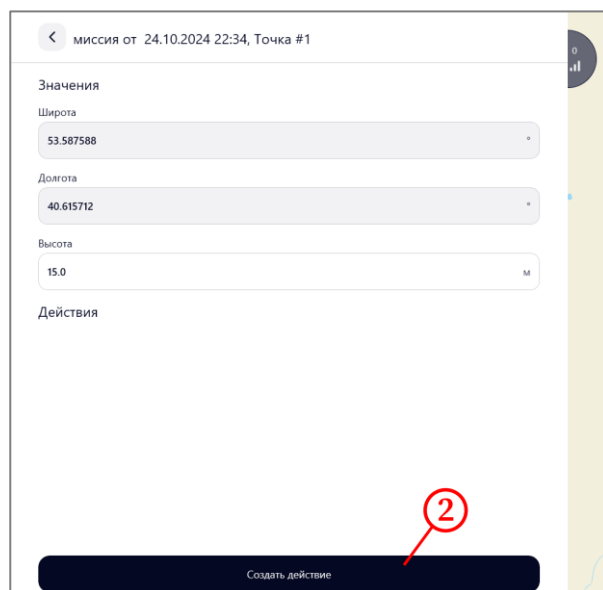 миссия от 24.10.2024 22:34, Точка #1
0
Значения
Широта
53.587588 °
Долгота
40.615712 °
Высота
15.0 м
Действия
2
Создать действие